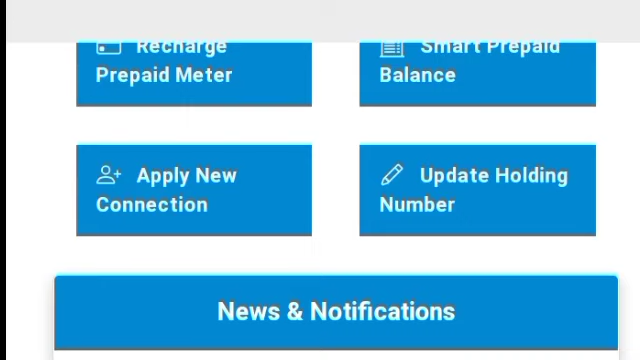 Recharge
Prepaid Meter
Smart Prepaid
Balance
Apply New
Connection
Update Holding
Number
News & Notifications